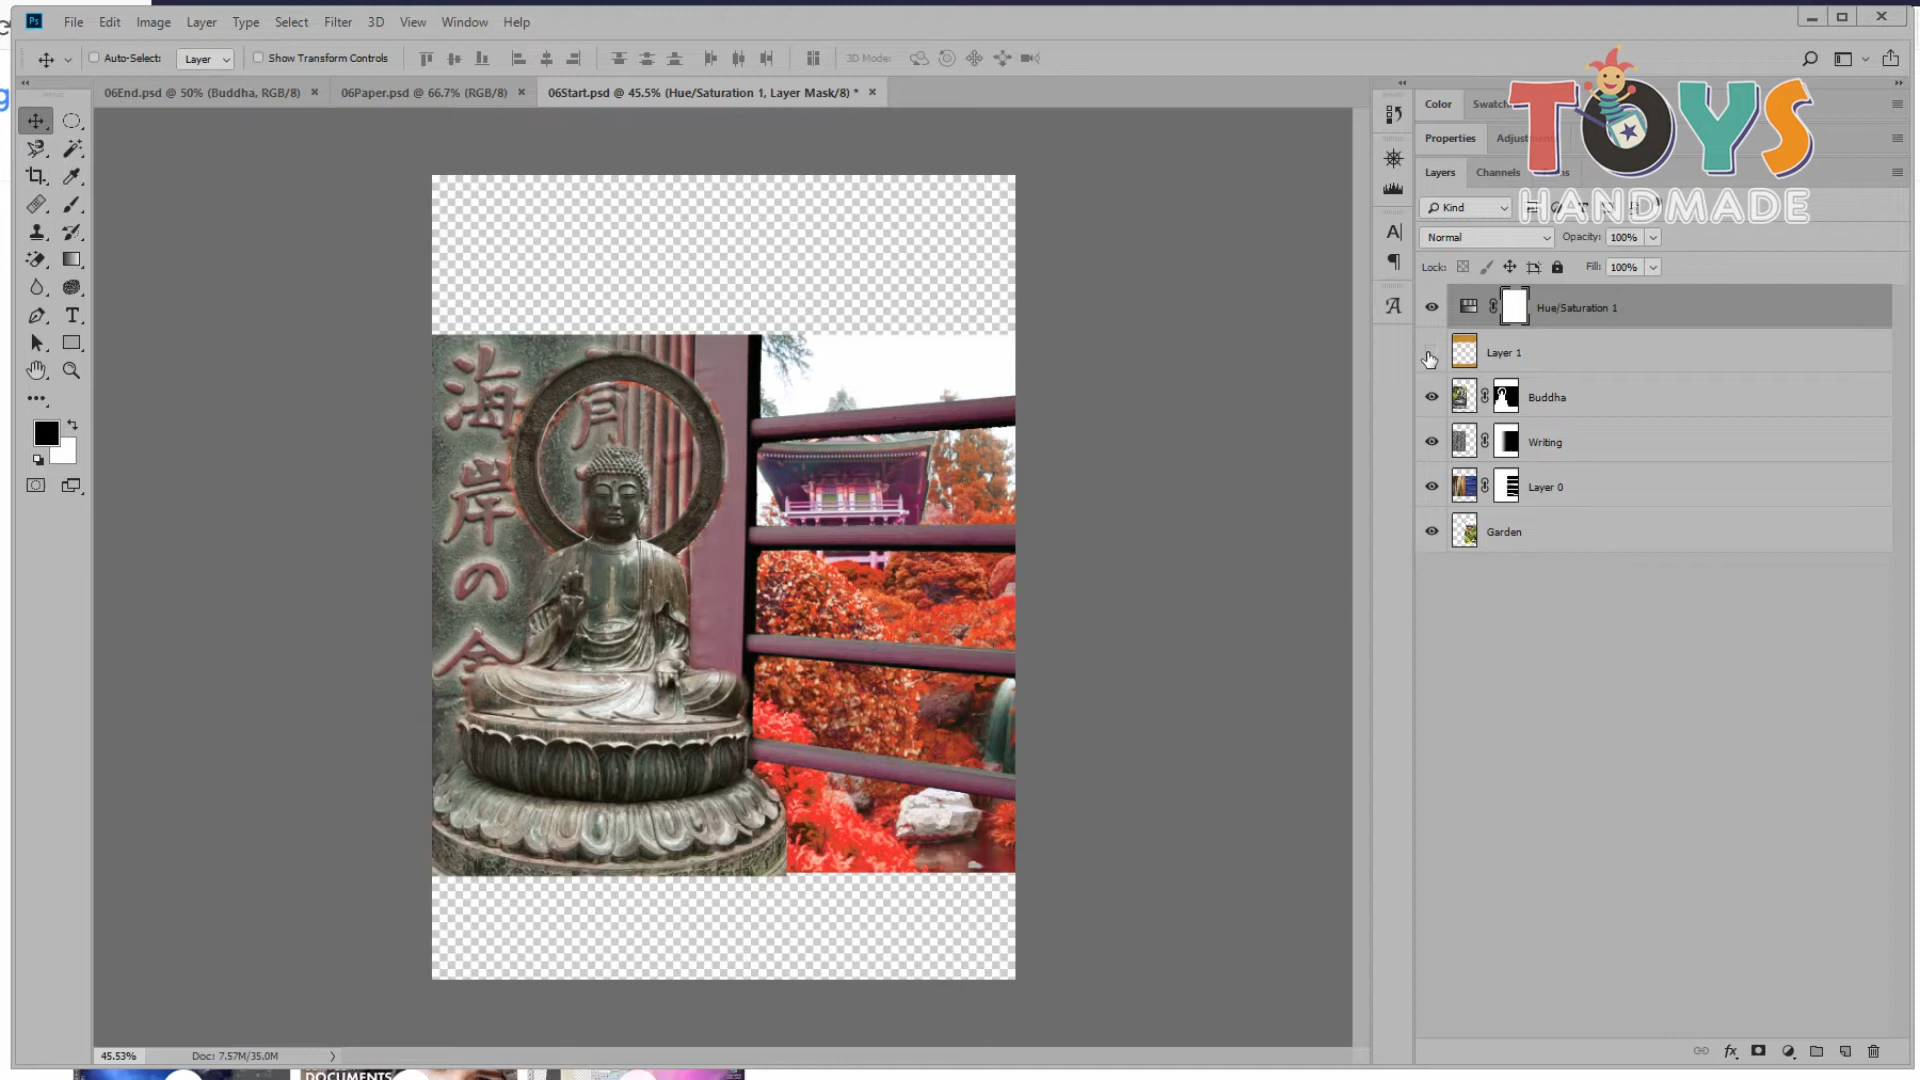 File Edit Image Layer Type Select Filter 3D View Window Help
Auto-Select: Layer Show Transform Controls 3D Mode:
06End.psd @ 50% (Buddha, RGB/8) 06Paper.psd @ 66.7% (RGB/8) 06Start.psd @ 45.5% (Hue/Saturation 1, Layer Mask/8) *
Color
Properties
Layers Channels
Kind
Normal Opacity: 100%
Lock: Fill: 100%
Hue/Saturation 1
Layer 1
Buddha
Writing
Layer 0
Garden
TOYS
HANDMADE
海
岸
の
月
45.53% Doc: 7.57M/35.0M
DOCUMENTS